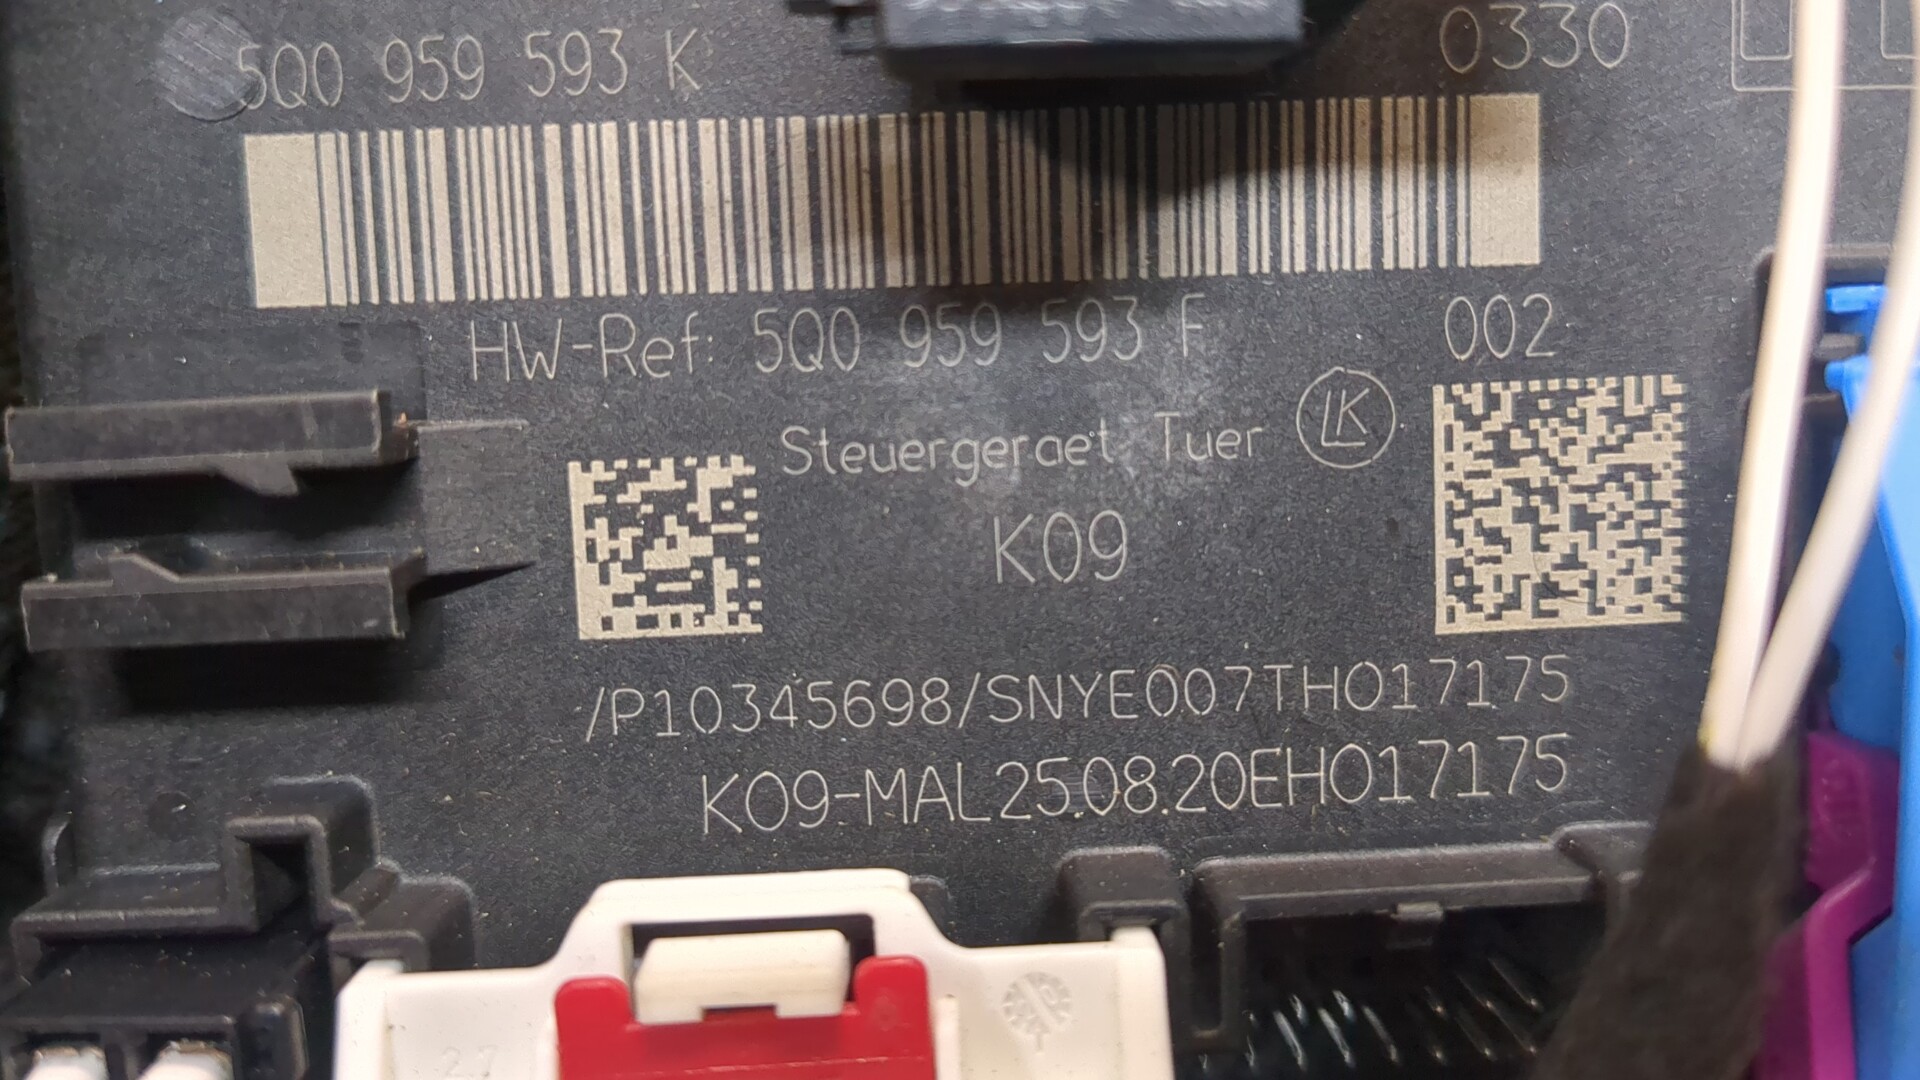 5Q0 959 593 K 0330
HW-Ref: 5Q0 959 593 F 002
Steuergeraet Tuer LK
K09
/P10345698/SNYE007TH017175
K09-MAL25.08.20EH017175
27